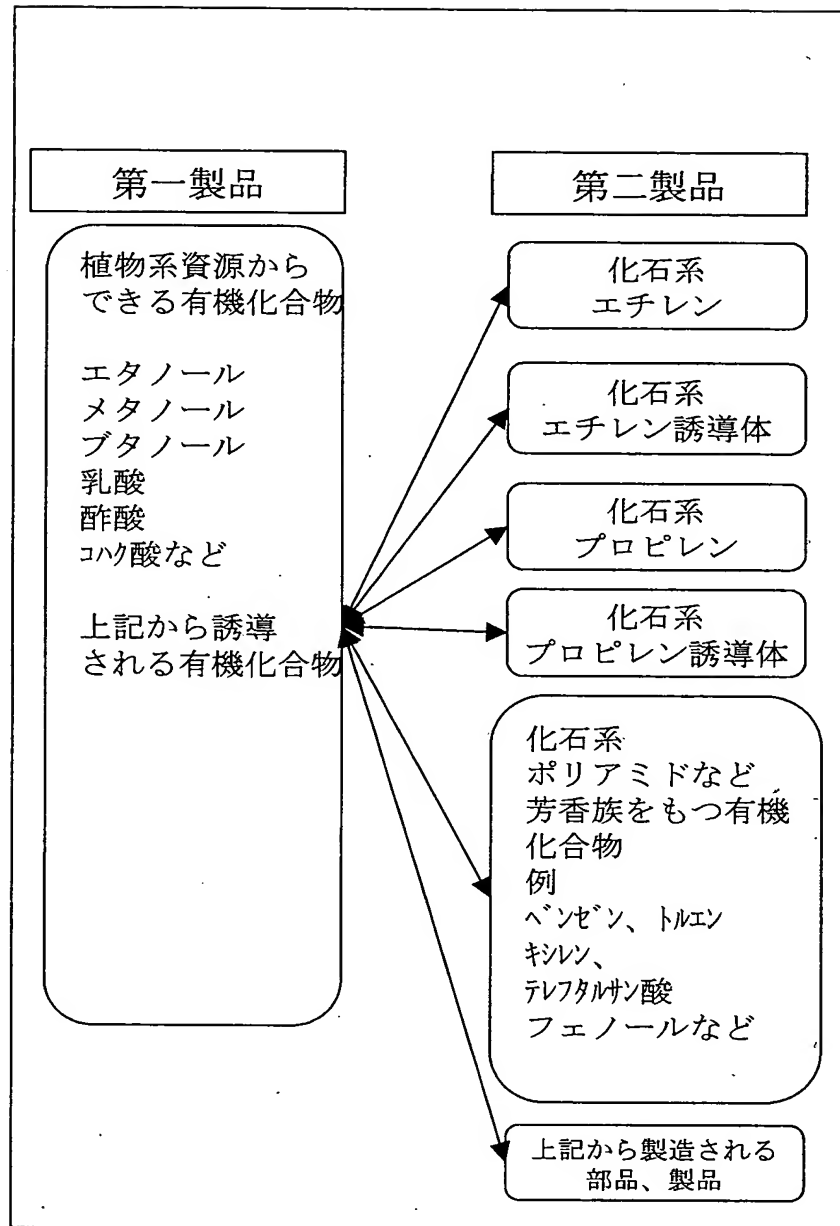 第一製品
植物系資源から
できる有機化合物
エタノール
メタノール
ブタノール
乳酸
酢酸
コハク酸など
上記から誘導
される有機化合物
第二製品
化石系
エチレン
化石系
エチレン誘導体
化石系
プロピレン
化石系
プロピレン誘導体
化石系
ポリアミドなど
芳香族をもつ有機
化合物
例
ベンゼン、トルエン
キシレン、
テレフタルサン酸
フェノールなど
上記から製造される
部品、製品